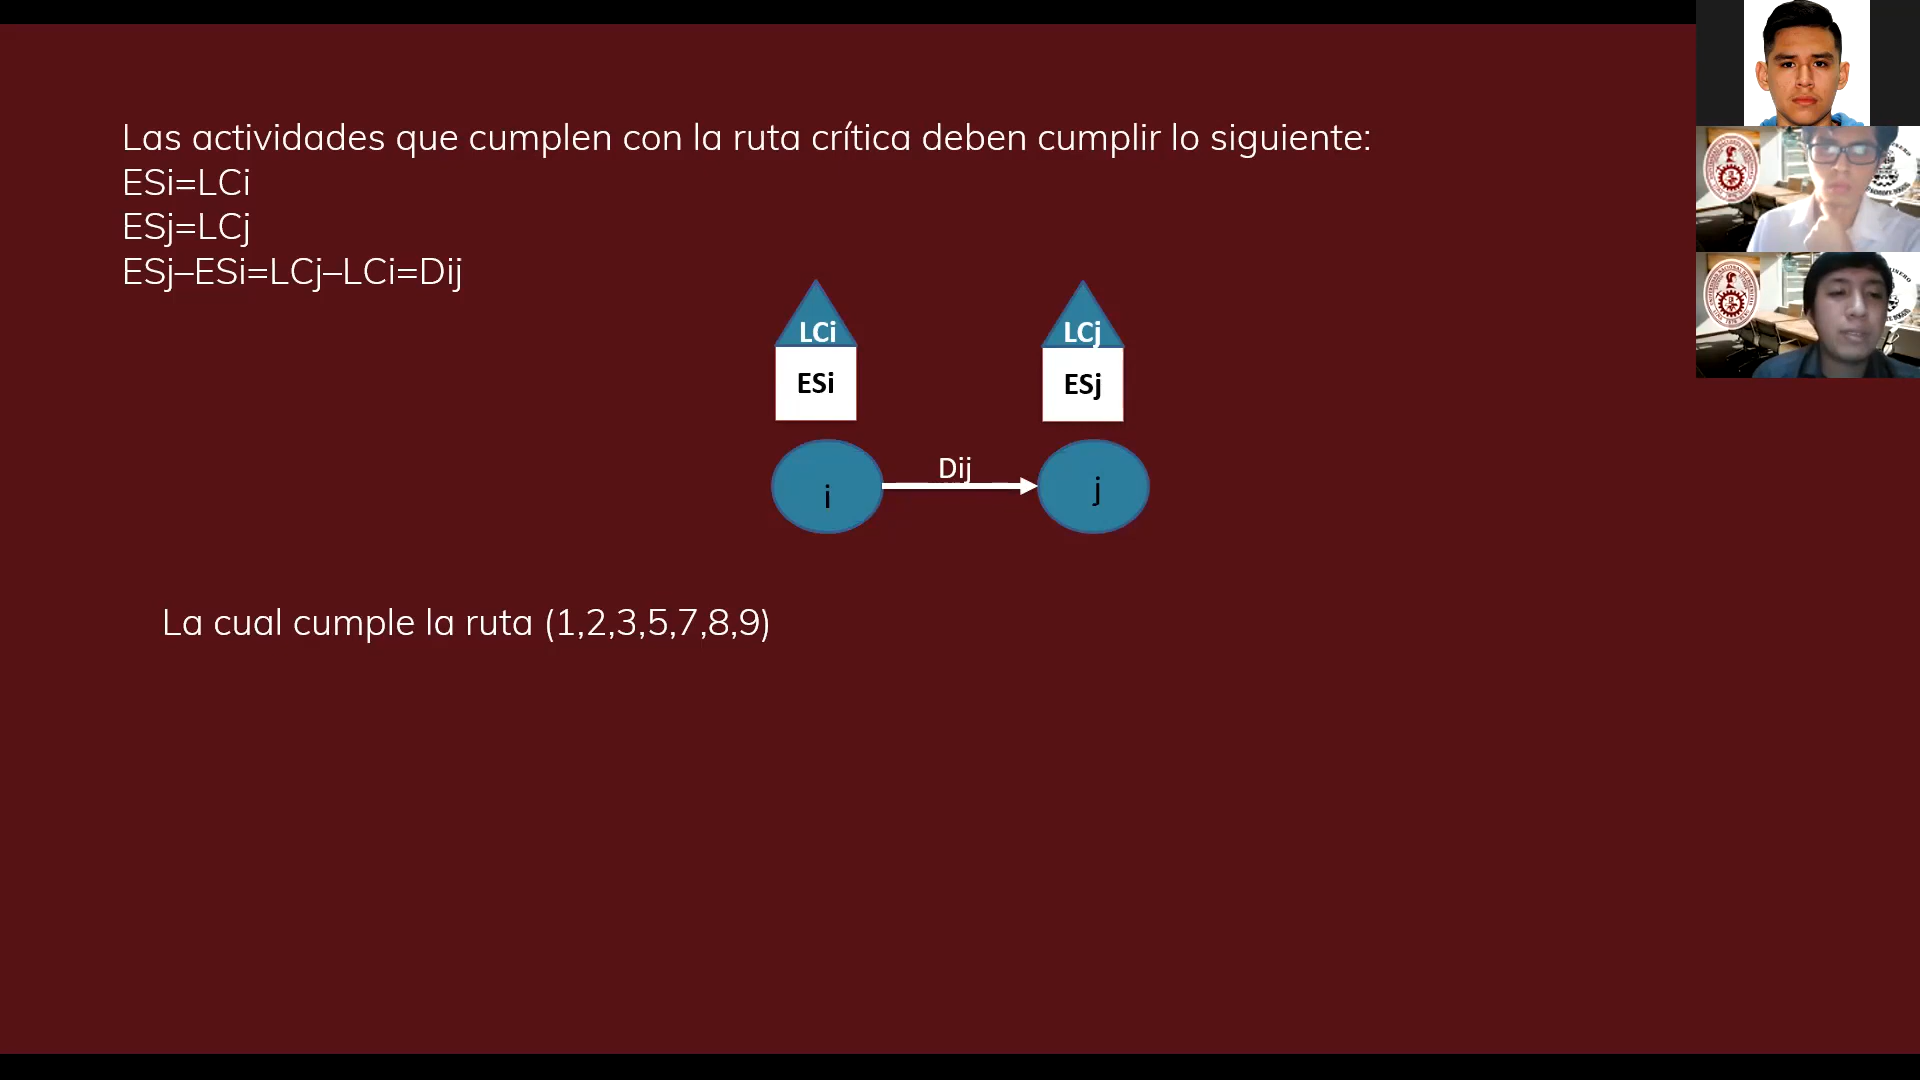 Las actividades que cumplen con la ruta crítica deben cumplir lo siguiente:
ESi=LCi
ESj=LCj
ESj–ESi=LCj–LCi=Dij
LCi
LCj
ESi
ESj
Dij
i
j
La cual cumple la ruta (1,2,3,5,7,8,9)